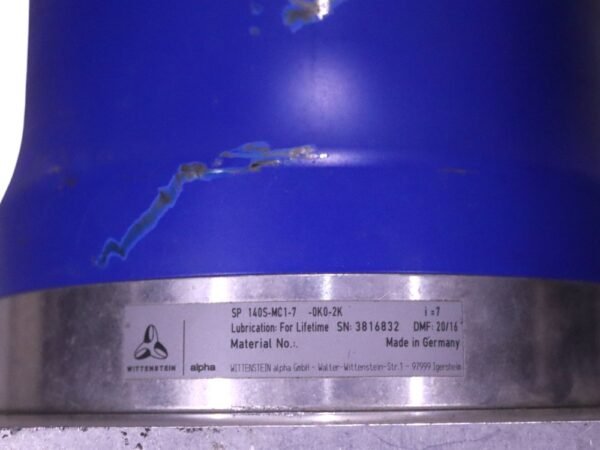 SP 140S-MC1-7 -0K0-2K i=7
Lubrication: For Lifetime SN: 3816832 DMF: 20/16
Material No.:. Made in Germany
WITTENSTEIN alpha
WITTENSTEIN alpha GmbH - Walter-Wittenstein-Str.1 - 97999 Igersheim